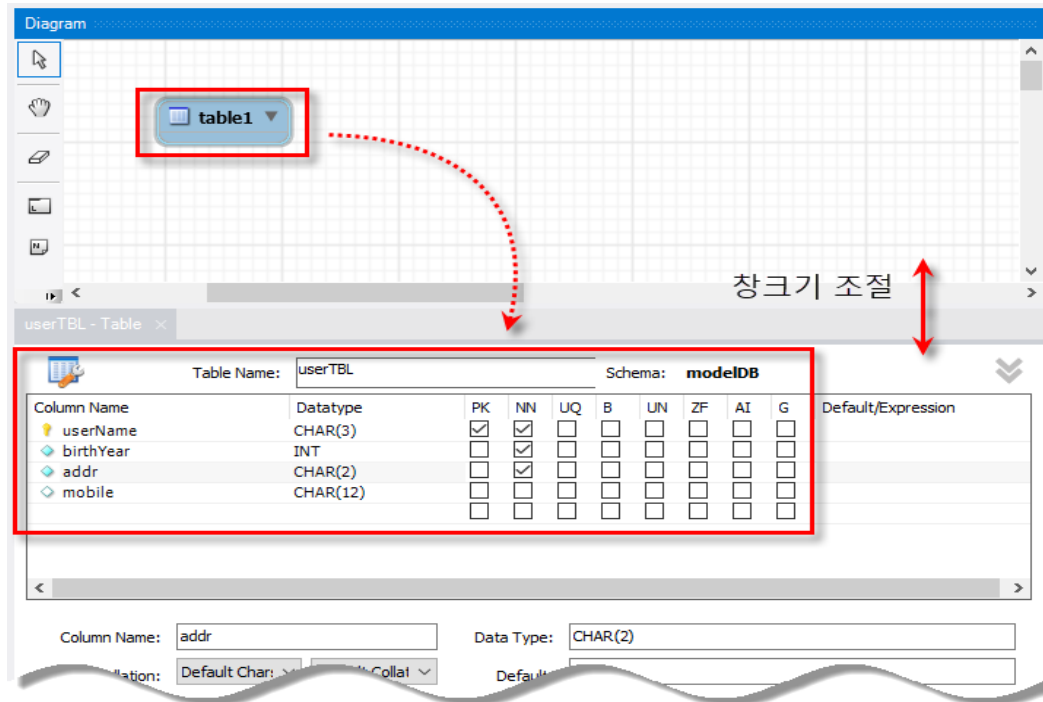 Diagram
table1
창크기 조절
userTBL - Table
Table Name: userTBL Schema: modelDB
Column Name Datatype PK NN UQ B UN ZF AI G Default/Expression
userName CHAR(3)
birthYear INT
addr CHAR(2)
mobile CHAR(12)
Column Name: addr Data Type: CHAR(2)
Default Char
Default